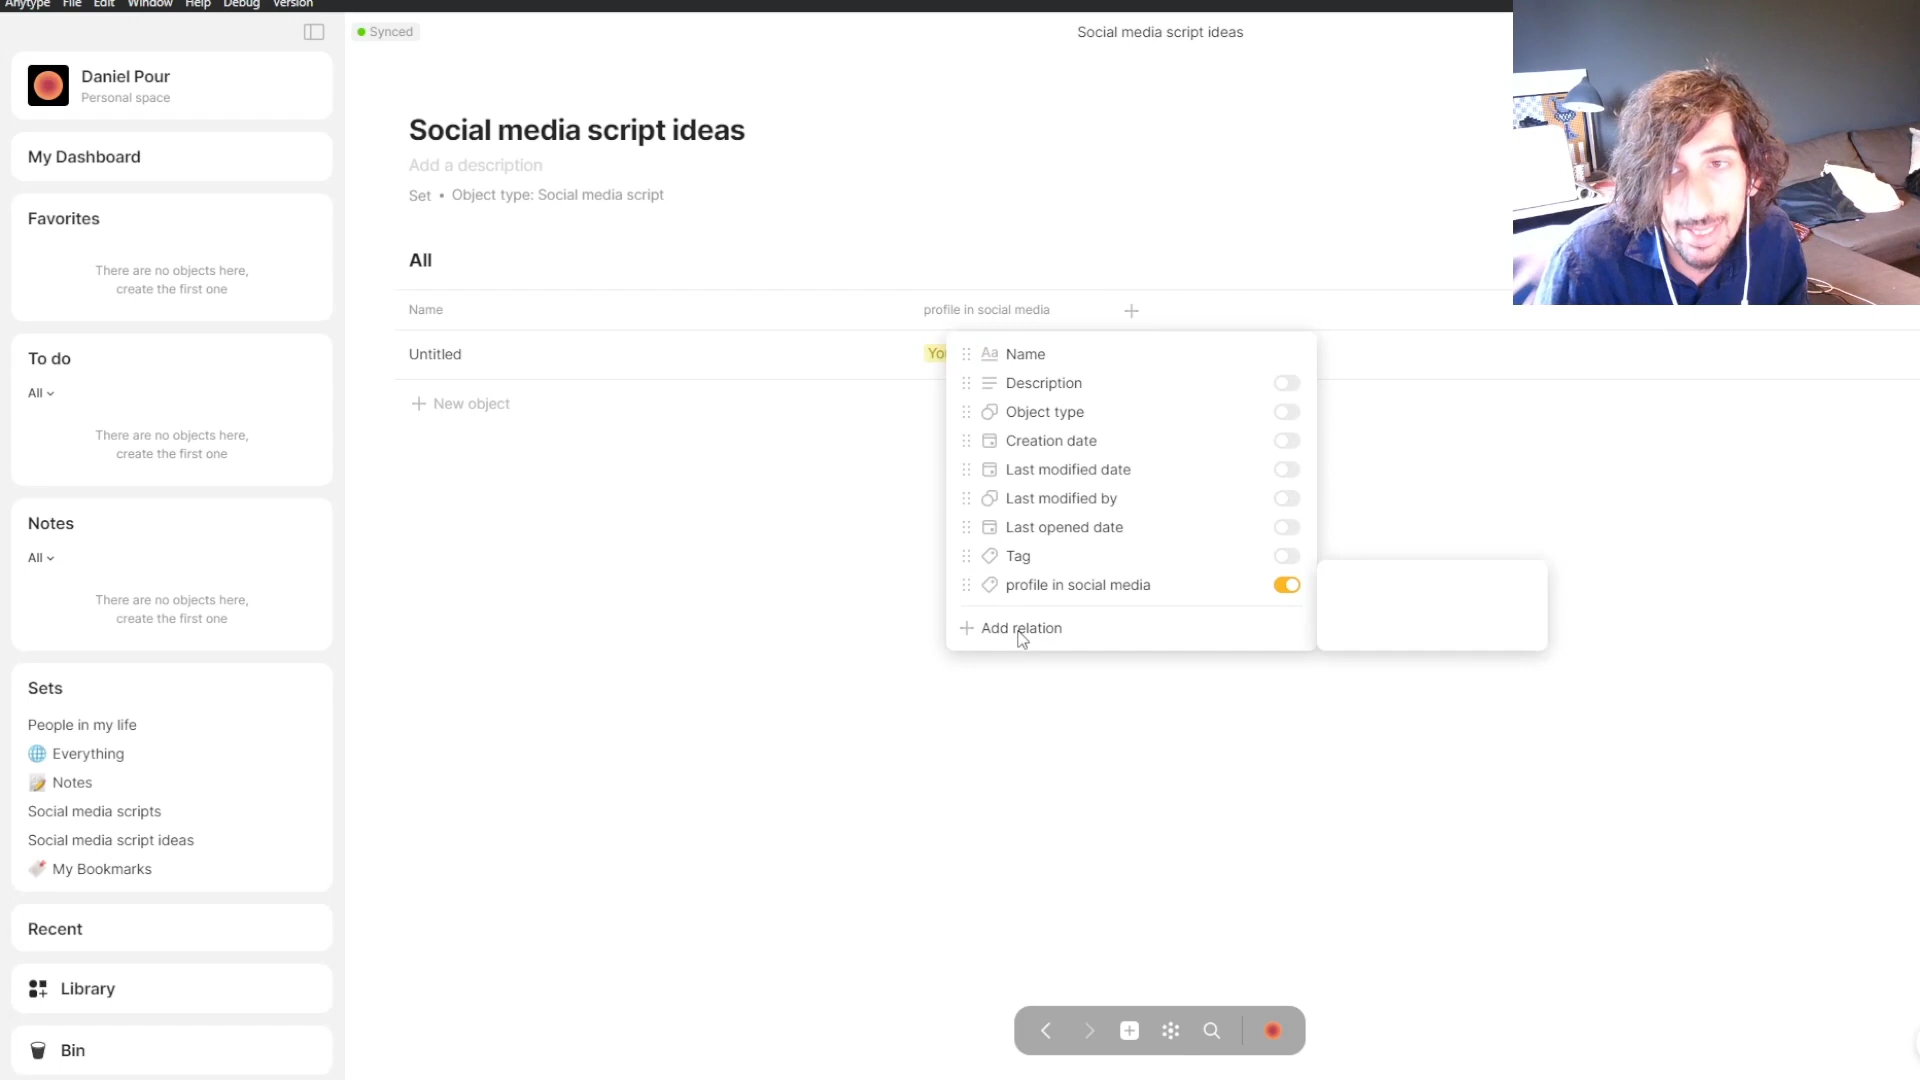 Anytype File Edit Window Help Debug Version
Synced
Social media script ideas
Daniel Pour
Personal space
My Dashboard
Favorites
There are no objects here,
create the first one
To do
All
There are no objects here,
create the first one
Notes
All
There are no objects here,
create the first one
Sets
People in my life
Everything
Notes
Social media scripts
Social media script ideas
My Bookmarks
Recent
Library
Bin
Social media script ideas
Add a description
Set • Object type: Social media script
All
Name profile in social media
Untitled
New object
Aa Name
Description
Object type
Creation date
Last modified date
Last modified by
Last opened date
Tag
profile in social media
Add relation